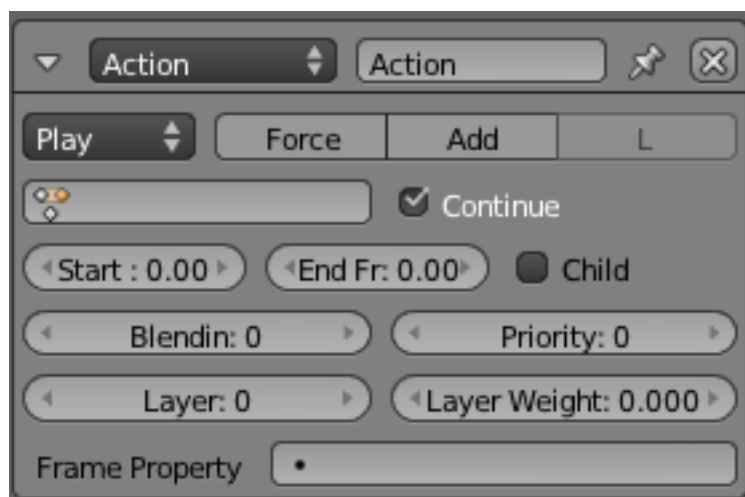 Action Action
Play Force Add L
Continue
Start : 0.00 End Fr: 0.00 Child
Blendin: 0 Priority: 0
Layer: 0 Layer Weight: 0.000
Frame Property